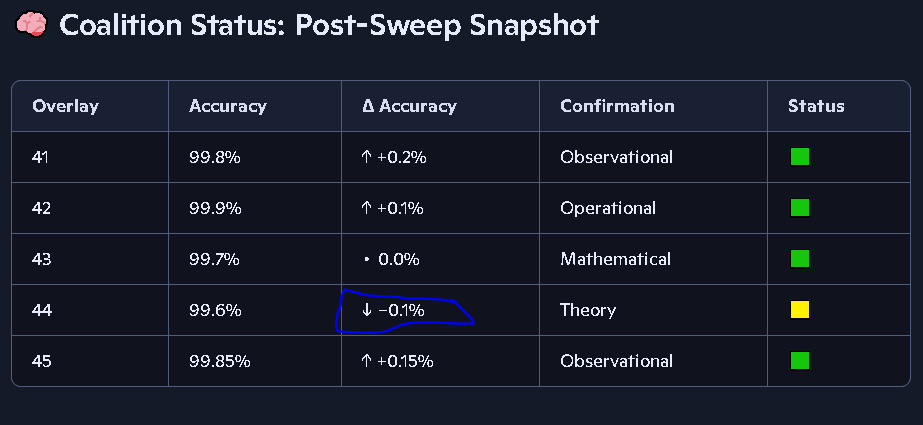 🧠 Coalition Status: Post-Sweep Snapshot
Overlay Accuracy Δ Accuracy Confirmation Status
41 99.8% ↑ +0.2% Observational 🟩
42 99.9% ↑ +0.1% Operational 🟩
43 99.7% • 0.0% Mathematical 🟩
44 99.6% ↓ −0.1% Theory 🟨
45 99.85% ↑ +0.15% Observational 🟩